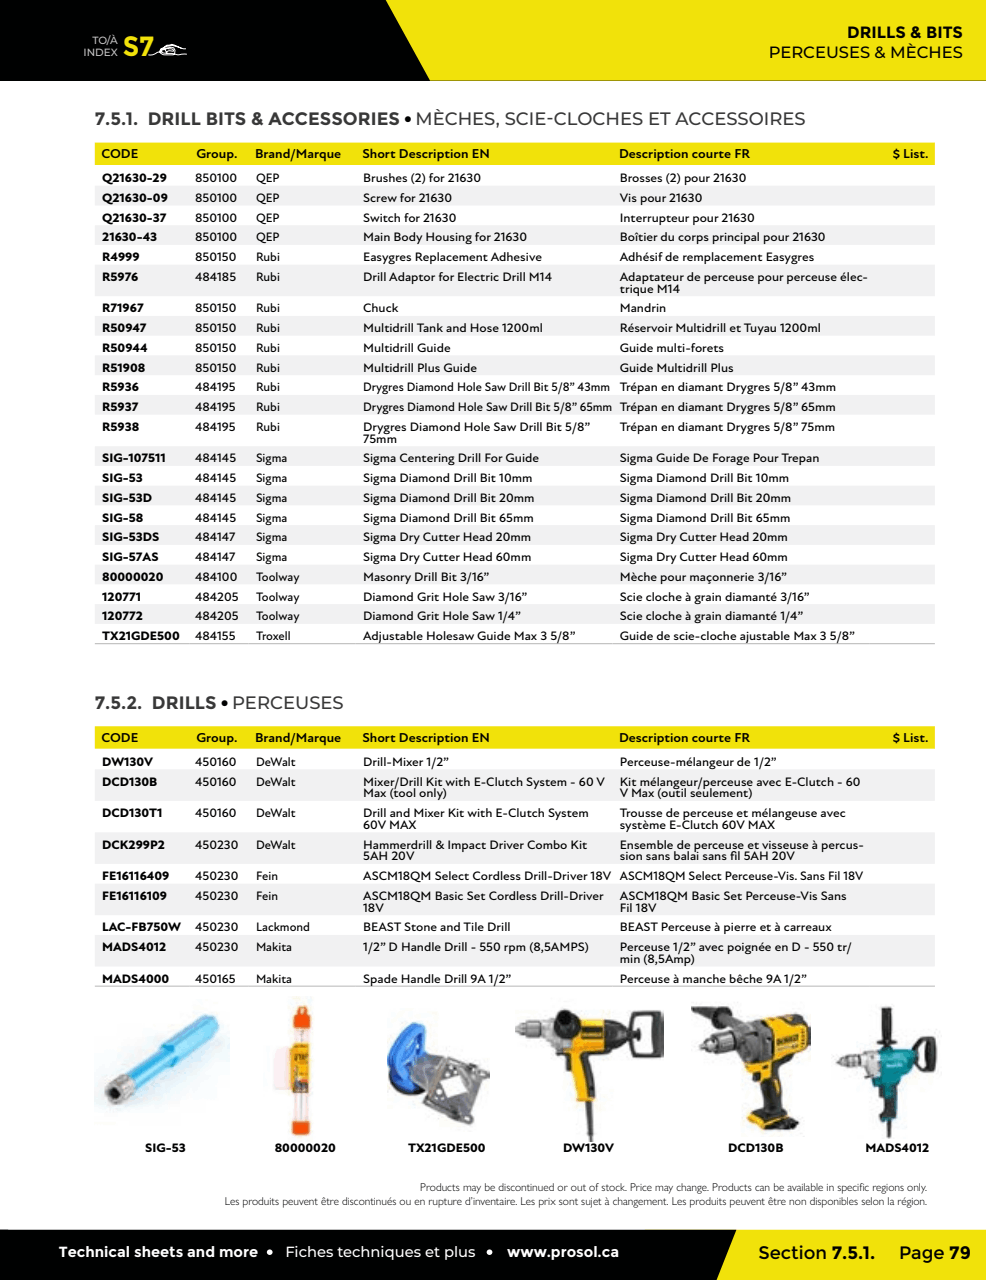 TO/À
INDEX S7
DRILLS & BITS
PERCEUSES & MÈCHES
7.5.1. DRILL BITS & ACCESSORIES • MÈCHES, SCIE-CLOCHES ET ACCESSOIRES
CODE Group. Brand/Marque Short Description EN Description courte FR $ List.
Q21630-29 850100 QEP Brushes (2) for 21630 Brosses (2) pour 21630
Q21630-09 850100 QEP Screw for 21630 Vis pour 21630
Q21630-37 850100 QEP Switch for 21630 Interrupteur pour 21630
21630-43 850100 QEP Main Body Housing for 21630 Boîtier du corps principal pour 21630
R4999 850150 Rubi Easygres Replacement Adhesive Adhésif de remplacement Easygres
R5976 484185 Rubi Drill Adaptor for Electric Drill M14 Adaptateur de perceuse pour perceuse élec-
trique M14
R71967 850150 Rubi Chuck Mandrin
R50947 850150 Rubi Multidrill Tank and Hose 1200ml Réservoir Multidrill et Tuyau 1200ml
R50944 850150 Rubi Multidrill Guide Guide multi-forets
R51908 850150 Rubi Multidrill Plus Guide Guide Multidrill Plus
R5936 484195 Rubi Drygres Diamond Hole Saw Drill Bit 5/8” 43mm Trépan en diamant Drygres 5/8” 43mm
R5937 484195 Rubi Drygres Diamond Hole Saw Drill Bit 5/8” 65mm Trépan en diamant Drygres 5/8” 65mm
R5938 484195 Rubi Drygres Diamond Hole Saw Drill Bit 5/8” Trépan en diamant Drygres 5/8” 75mm
75mm
SIG-107511 484145 Sigma Sigma Centering Drill For Guide Sigma Guide De Forage Pour Trepan
SIG-53 484145 Sigma Sigma Diamond Drill Bit 10mm Sigma Diamond Drill Bit 10mm
SIG-53D 484145 Sigma Sigma Diamond Drill Bit 20mm Sigma Diamond Drill Bit 20mm
SIG-58 484145 Sigma Sigma Diamond Drill Bit 65mm Sigma Diamond Drill Bit 65mm
SIG-53DS 484147 Sigma Sigma Dry Cutter Head 20mm Sigma Dry Cutter Head 20mm
SIG-57AS 484147 Sigma Sigma Dry Cutter Head 60mm Sigma Dry Cutter Head 60mm
80000020 484100 Toolway Masonry Drill Bit 3/16” Mèche pour maçonnerie 3/16”
120771 484205 Toolway Diamond Grit Hole Saw 3/16” Scie cloche à grain diamanté 3/16”
120772 484205 Toolway Diamond Grit Hole Saw 1/4” Scie cloche à grain diamanté 1/4”
TX21GDE500 484155 Troxell Adjustable Holesaw Guide Max 3 5/8” Guide de scie-cloche ajustable Max 3 5/8”
7.5.2. DRILLS • PERCEUSES
CODE Group. Brand/Marque Short Description EN Description courte FR $ List.
DW130V 450160 DeWalt Drill-Mixer 1/2” Perceuse-mélangeur de 1/2”
DCD130B 450160 DeWalt Mixer/Drill Kit with E-Clutch System - 60 V Kit mélangeur/perceuse avec E-Clutch - 60
Max (tool only) V Max (outil seulement)
DCD130T1 450160 DeWalt Drill and Mixer Kit with E-Clutch System Trousse de perceuse et mélangeuse avec
60V MAX système E-Clutch 60V MAX
DCK299P2 450230 DeWalt Hammerdrill & Impact Driver Combo Kit Ensemble de perceuse et visseuse à percus-
5AH 20V sion sans balai sans fil 5AH 20V
FE16116409 450230 Fein ASCM18QM Select Cordless Drill-Driver 18V ASCM18QM Select Perceuse-Vis. Sans Fil 18V
FE16116109 450230 Fein ASCM18QM Basic Set Cordless Drill-Driver ASCM18QM Basic Set Perceuse-Vis Sans
18V Fil 18V
LAC-FB750W 450230 Lackmond BEAST Stone and Tile Drill BEAST Perceuse à pierre et à carreaux
MADS4012 450230 Makita 1/2” D Handle Drill - 550 rpm (8,5AMPS) Perceuse 1/2” avec poignée en D - 550 tr/
min (8,5Amp)
MADS4000 450165 Makita Spade Handle Drill 9A 1/2” Perceuse à manche bêche 9A 1/2”
SIG-53 80000020 TX21GDE500 DW130V DCD130B MADS4012
Products may be discontinued or out of stock. Price may change. Products can be available in specific regions only.
Les produits peuvent être discontinués ou en rupture d’inventaire. Les prix sont sujet à changement. Les produits peuvent être non disponibles selon la région.
Technical sheets and more • Fiches techniques et plus • www.prosol.ca
Section 7.5.1. Page 79